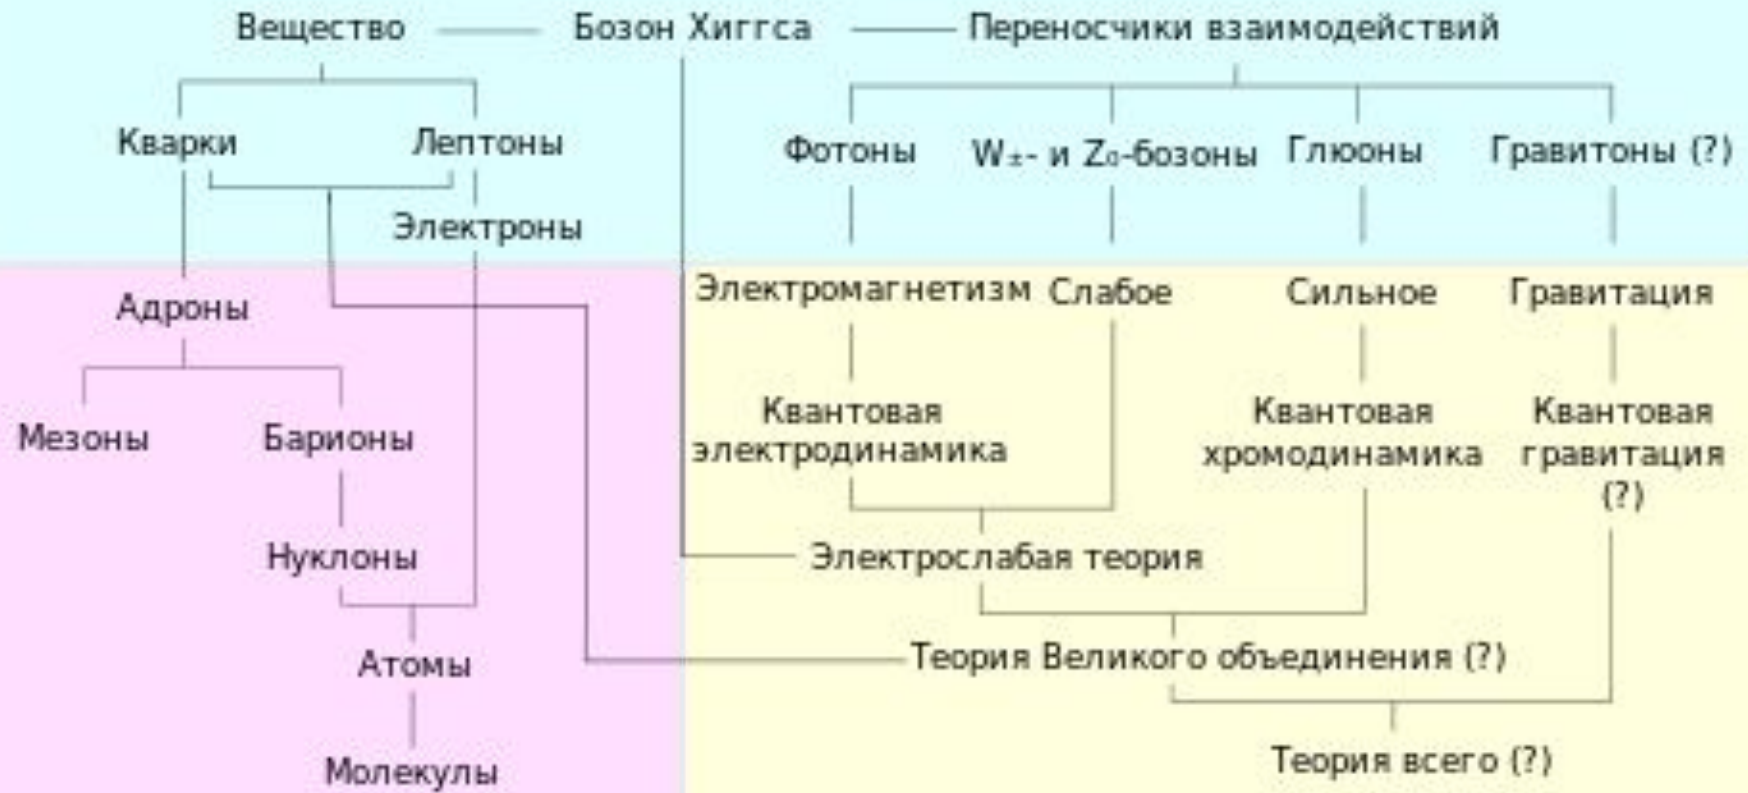 Вещество
Бозон Хиггса
Переносчики взаимодействий
Кварки
Лептоны
Фотоны
W±- и Z0-бозоны
Глюоны
Гравитоны (?)
Электроны
Адроны
Электромагнетизм
Слабое
Сильное
Гравитация
Мезоны
Барионы
Квантовая
электродинамика
Квантовая
хромодинамика
Квантовая
гравитация
(?)
Нуклоны
Электрослабая теория
Атомы
Теория Великого объединения (?)
Молекулы
Теория всего (?)